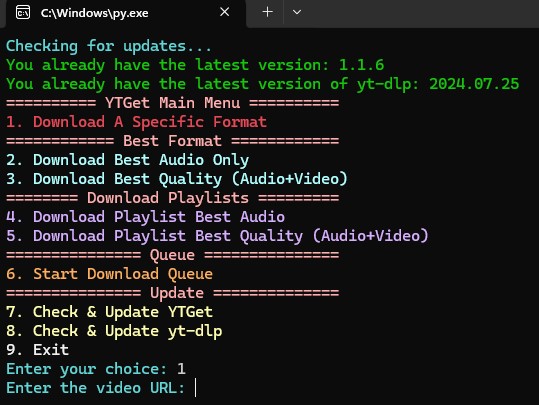 C:\Windows\py.exe
Checking for updates...
You already have the latest version: 1.1.6
You already have the latest version of yt-dlp: 2024.07.25
========== YTGet Main Menu ==========
1. Download A Specific Format
============ Best Format ============
2. Download Best Audio Only
3. Download Best Quality (Audio+Video)
======== Download Playlists =========
4. Download Playlist Best Audio
5. Download Playlist Best Quality (Audio+Video)
=============== Queue ===============
6. Start Download Queue
=============== Update ==============
7. Check & Update YTGet
8. Check & Update yt-dlp
9. Exit
Enter your choice: 1
Enter the video URL: